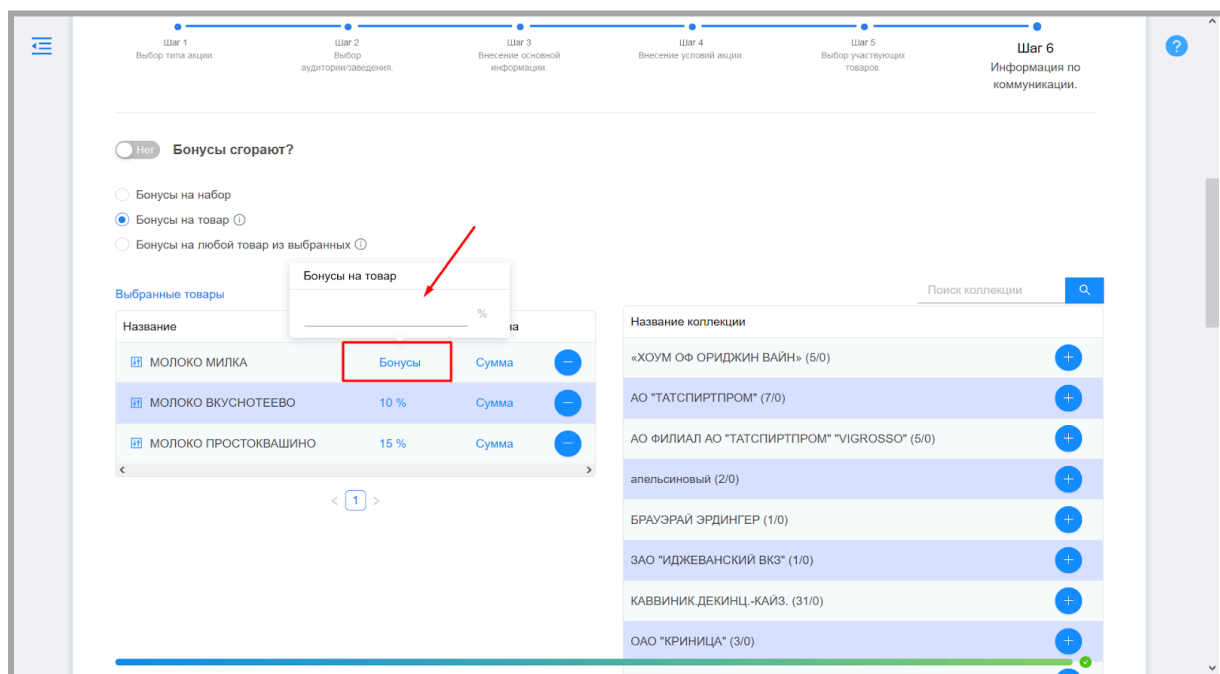 Шаг 1
Выбор типа акции.
Шаг 2
Выбор
аудитории/заведения.
Шаг 3
Внесение основной
информации.
Шаг 4
Внесение условий акции.
Шаг 5
Выбор участвующих
товаров.
Шаг 6
Информация по
коммуникации.
?
Нет Бонусы сгорают?
Бонусы на набор
Бонусы на товар
Бонусы на любой товар из выбранных
Бонусы на товар
%
Выбранные товары
Название на
МОЛОКО МИЛКА Бонусы Сумма
МОЛОКО ВКУСНОТЕЕВО 10 % Сумма
МОЛОКО ПРОСТОКВАШИНО 15 % Сумма
< 1 >
Поиск коллекции
Название коллекции
«ХОУМ ОФ ОРИДЖИН ВАЙН» (5/0)
АО "ТАТСПИРТПРОМ" (7/0)
АО ФИЛИАЛ АО "ТАТСПИРТПРОМ" "VIGROSSO" (5/0)
апельсиновый (2/0)
БРАУЭРАЙ ЭРДИНГЕР (1/0)
ЗАО "ИДЖЕВАНСКИЙ ВКЗ" (1/0)
КАВВИНИК.ДЕКИНЦ.-КАЙЗ. (31/0)
ОАО "КРИНИЦА" (3/0)